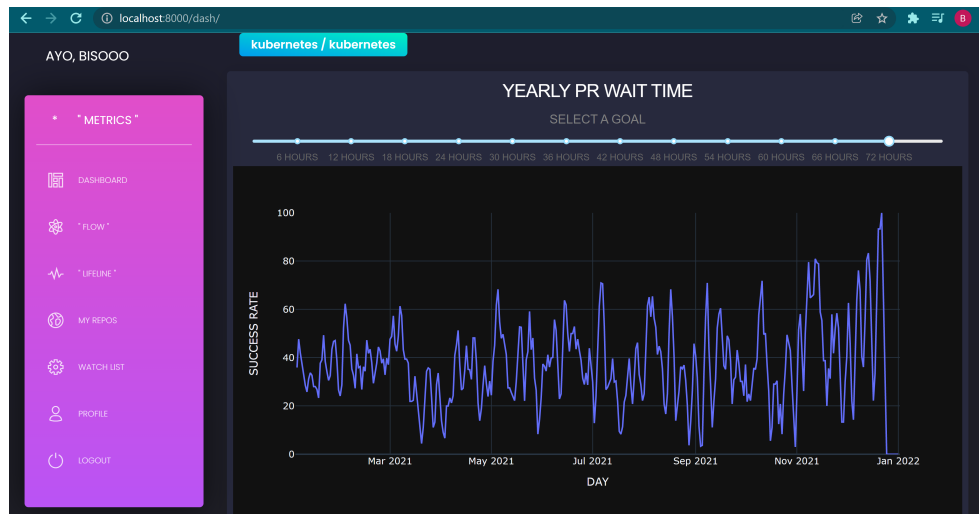 localhost:8000/dash/
B
AYO, BISOOO
kubernetes / kubernetes
* " METRICS "
DASHBOARD
" FLOW "
" LIFELINE "
MY REPOS
WATCH LIST
PROFILE
LOGOUT
YEARLY PR WAIT TIME
SELECT A GOAL
6 HOURS 12 HOURS 18 HOURS 24 HOURS 30 HOURS 36 HOURS 42 HOURS 48 HOURS 54 HOURS 60 HOURS 66 HOURS 72 HOURS
100
80
60
40
20
0
SUCCESS RATE
Mar 2021 May 2021 Jul 2021 Sep 2021 Nov 2021 Jan 2022
DAY